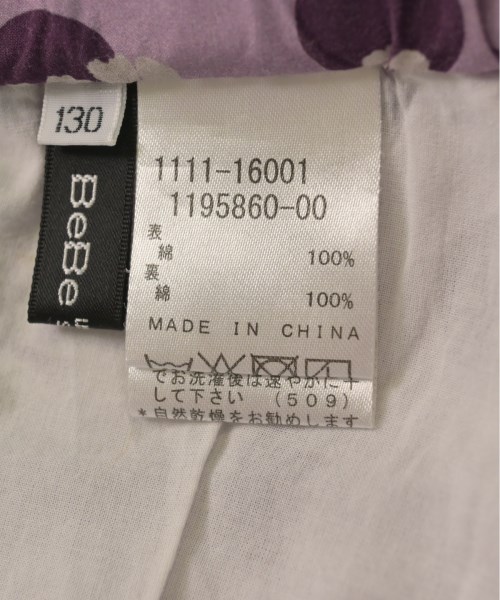 130
BeBe
1111-16001
1195860-00
表
綿 100%
裏
綿 100%
MADE IN CHINA
でお洗濯後は速やかに干
して下さい (509)
*自然乾燥をお勧めします